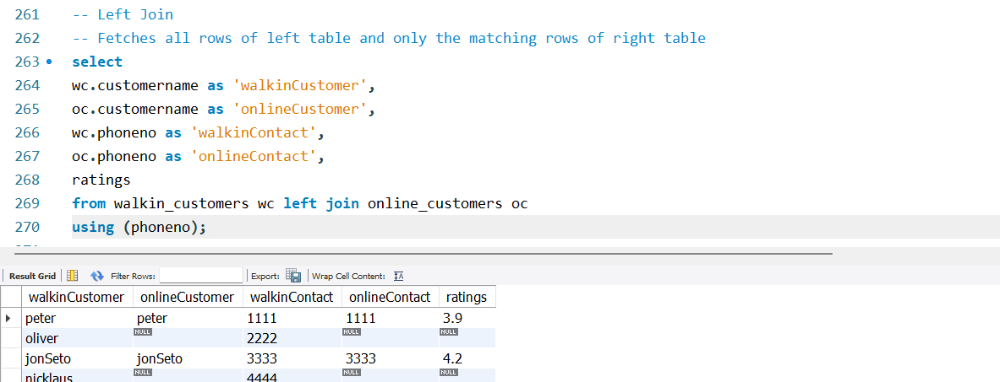 261 -- Left Join
262 -- Fetches all rows of left table and only the matching rows of right table
263 select
264 wc.customername as 'walkinCustomer',
265 oc.customername as 'onlineCustomer',
266 wc.phoneno as 'walkinContact',
267 oc.phoneno as 'onlineContact',
268 ratings
269 from walkin_customers wc left join online_customers oc
270 using (phoneno);
Result Grid Filter Rows: Export: Wrap Cell Content: IA
walkinCustomer onlineCustomer walkinContact onlineContact ratings
peter peter 1111 1111 3.9
oliver NULL 2222 NULL NULL
jonSeto jonSeto 3333 3333 4.2
nicklaus NULL 4444 NULL NULL